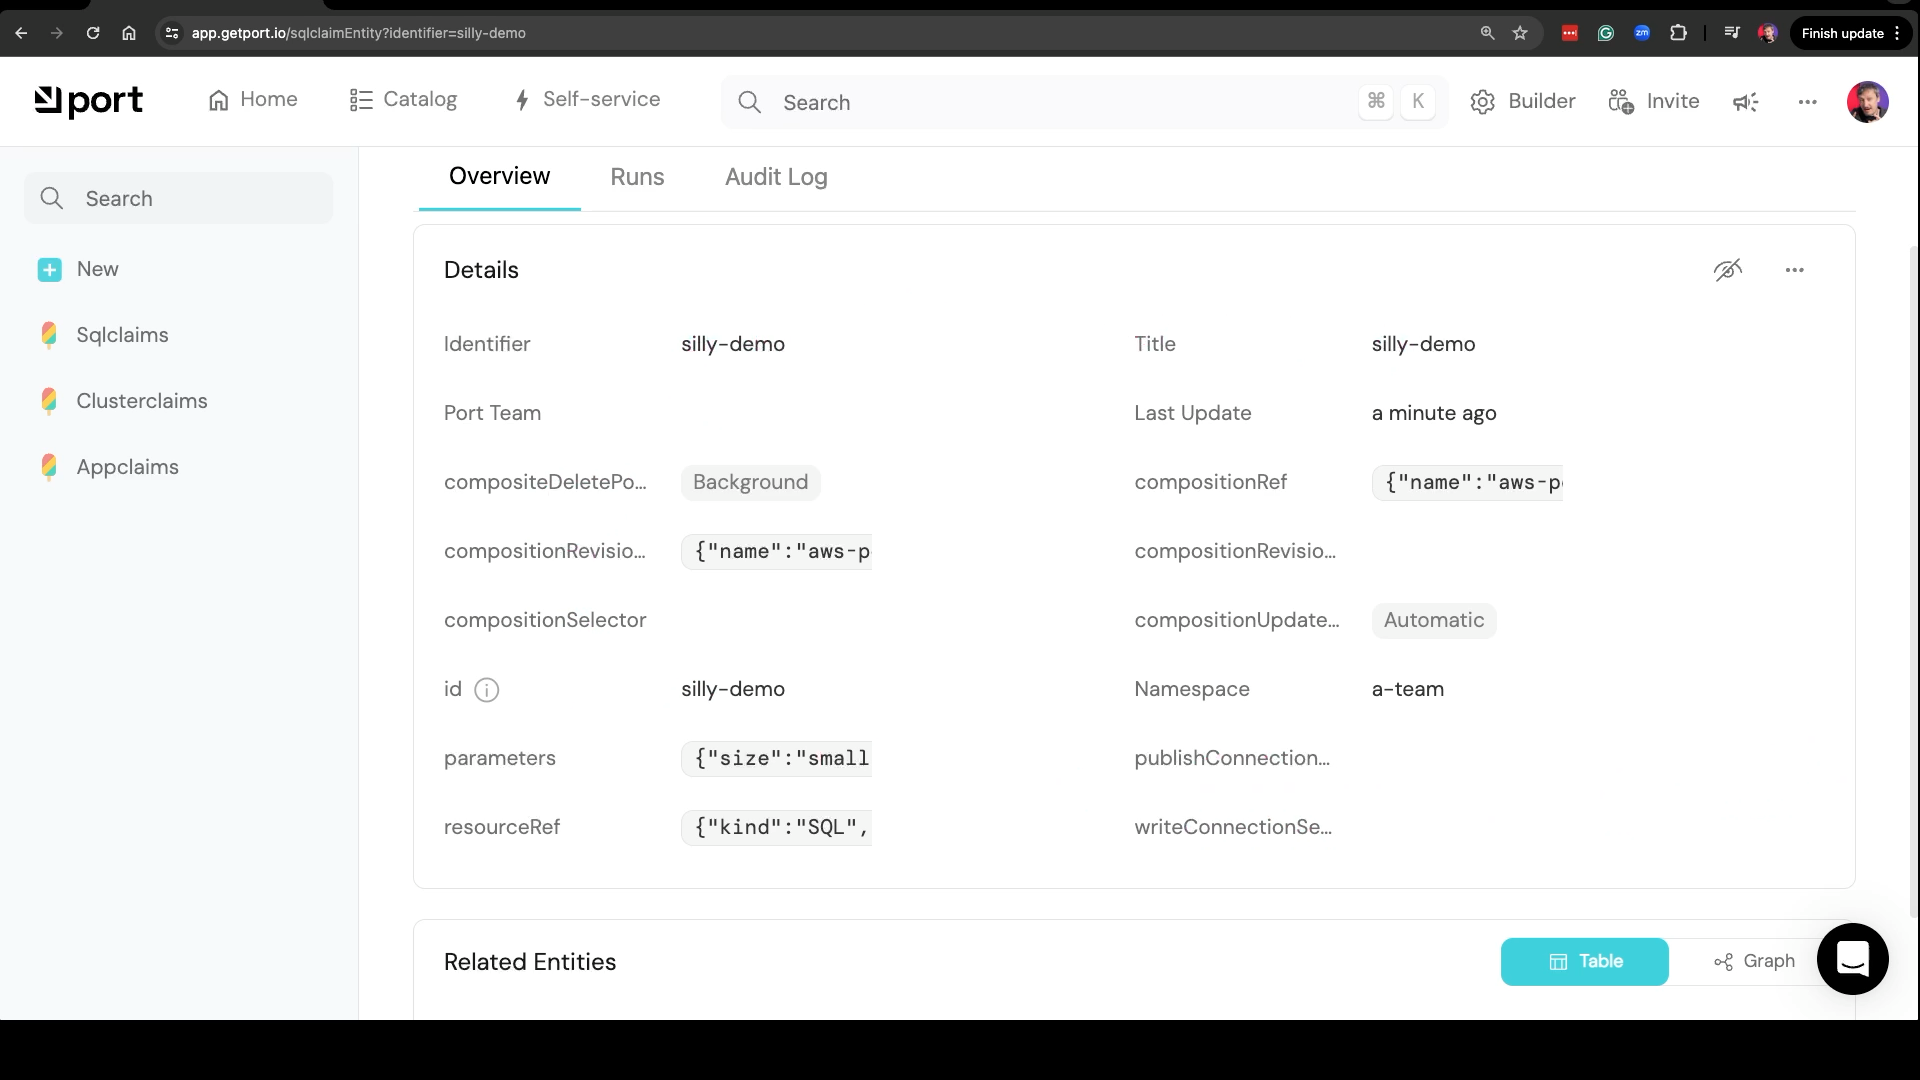 app.getport.io/sqlclaimEntity?identifier=silly-demo
zm
Finish update
port
Home
Catalog
Self-service
Search
⌘
K
Builder
Invite
Search
New
Sqlclaims
Clusterclaims
Appclaims
Overview
Runs
Audit Log
Details
Identifier
silly-demo
Title
silly-demo
Port Team
Last Update
a minute ago
compositeDeletePo...
Background
compositionRef
{"name":"aws-p
compositionRevisio...
{"name":"aws-p
compositionRevisio...
compositionSelector
compositionUpdate...
Automatic
id
silly-demo
Namespace
a-team
parameters
{"size":"small
publishConnection...
resourceRef
{"kind":"SQL",
writeConnectionSe...
Related Entities
Table
Graph